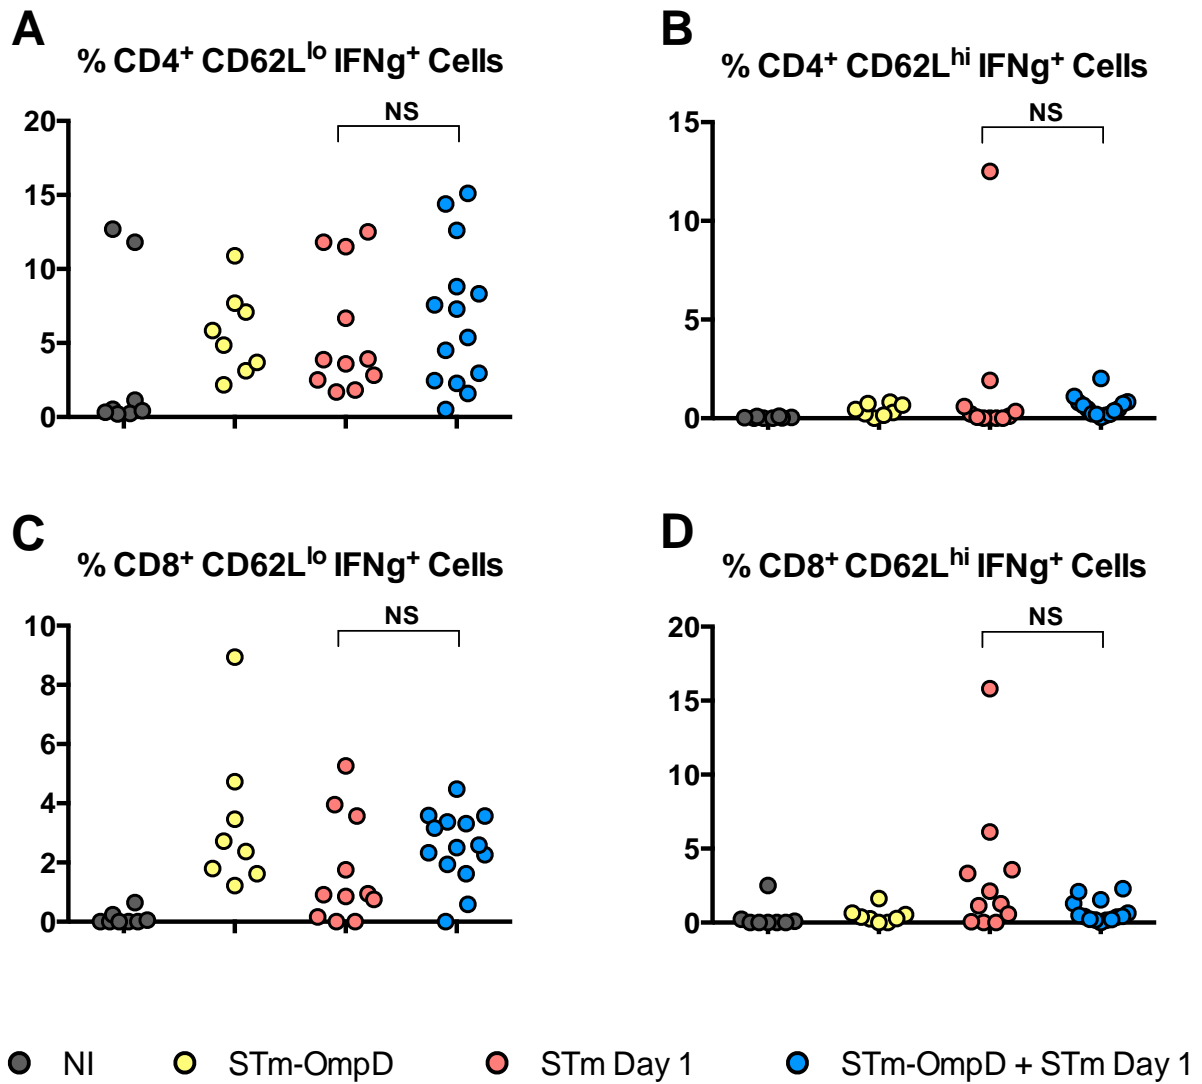 A
% CD4⁺ CD62Lˡᵒ IFNg⁺ Cells
NS
20
15
10
5
0
B
% CD4⁺ CD62Lʰⁱ IFNg⁺ Cells
NS
15
10
5
0
C
% CD8⁺ CD62Lˡᵒ IFNg⁺ Cells
NS
10
8
6
4
2
0
D
% CD8⁺ CD62Lʰⁱ IFNg⁺ Cells
NS
20
15
10
5
0
NI STm-OmpD STm Day 1 STm-OmpD + STm Day 1